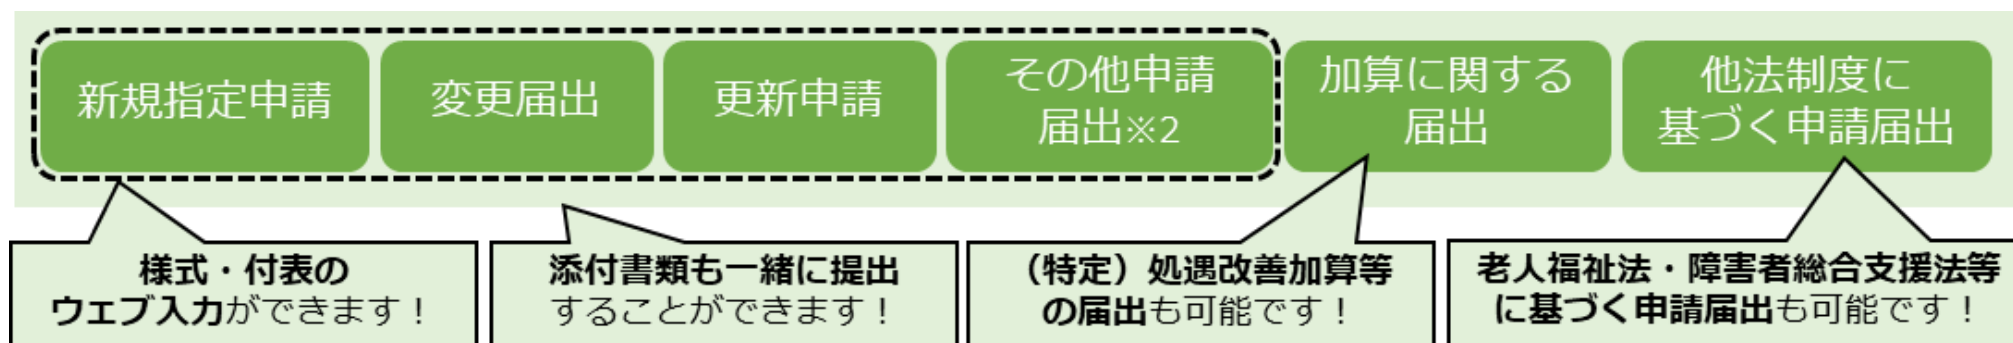 新規指定申請
変更届出
更新申請
その他申請
届出※2
加算に関する
届出
他法制度に
基づく申請届出
様式・付表の
ウェブ入力ができます！
添付書類も一緒に提出
することができます！
（特定）処遇改善加算等
の届出も可能です！
老人福祉法・障害者総合支援法等
に基づく申請届出も可能です！